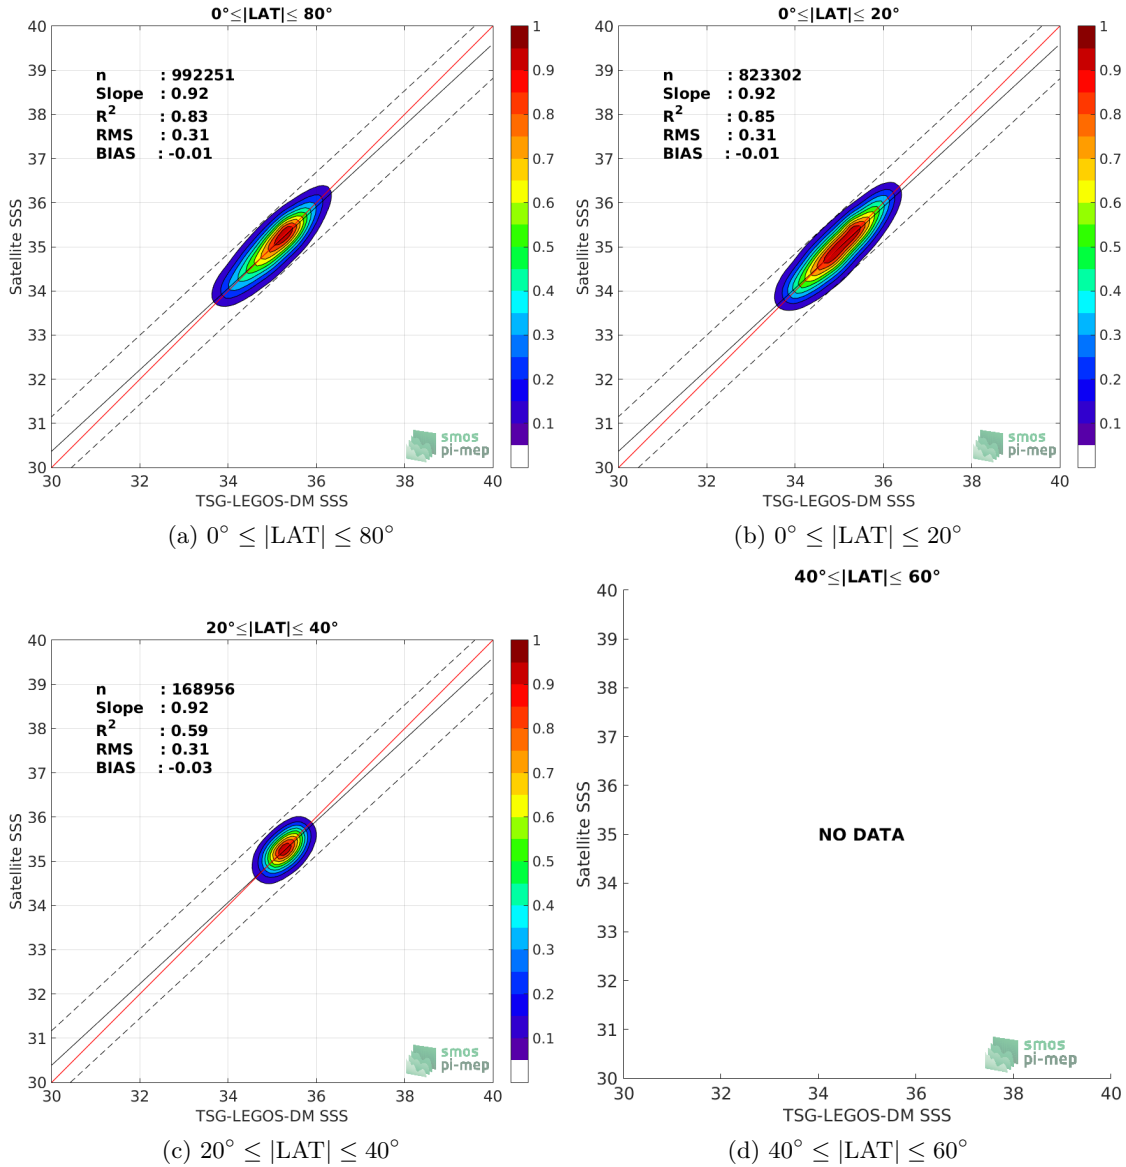 0°≤|LAT|≤ 80°
40
39
38
37
36
35
34
33
32
31
30
Satellite SSS
n : 992251
Slope : 0.92
R2 : 0.83
RMS : 0.31
BIAS : -0.01
smos
pi-mep
30 32 34 36 38 40
TSG-LEGOS-DM SSS
1
0.9
0.8
0.7
0.6
0.5
0.4
0.3
0.2
0.1
(a) 0° ≤ |LAT| ≤ 80°
0°≤|LAT|≤ 20°
40
39
38
37
36
35
34
33
32
31
30
Satellite SSS
n : 823302
Slope : 0.92
R2 : 0.85
RMS : 0.31
BIAS : -0.01
smos
pi-mep
30 32 34 36 38 40
TSG-LEGOS-DM SSS
1
0.9
0.8
0.7
0.6
0.5
0.4
0.3
0.2
0.1
(b) 0° ≤ |LAT| ≤ 20°
20°≤|LAT|≤ 40°
40
39
38
37
36
35
34
33
32
31
30
Satellite SSS
n : 168956
Slope : 0.92
R2 : 0.59
RMS : 0.31
BIAS : -0.03
smos
pi-mep
30 32 34 36 38 40
TSG-LEGOS-DM SSS
1
0.9
0.8
0.7
0.6
0.5
0.4
0.3
0.2
0.1
(c) 20° ≤ |LAT| ≤ 40°
40°≤|LAT|≤ 60°
40
39
38
37
36
35
34
33
32
31
30
Satellite SSS
NO DATA
smos
pi-mep
30 32 34 36 38 40
TSG-LEGOS-DM SSS
(d) 40° ≤ |LAT| ≤ 60°